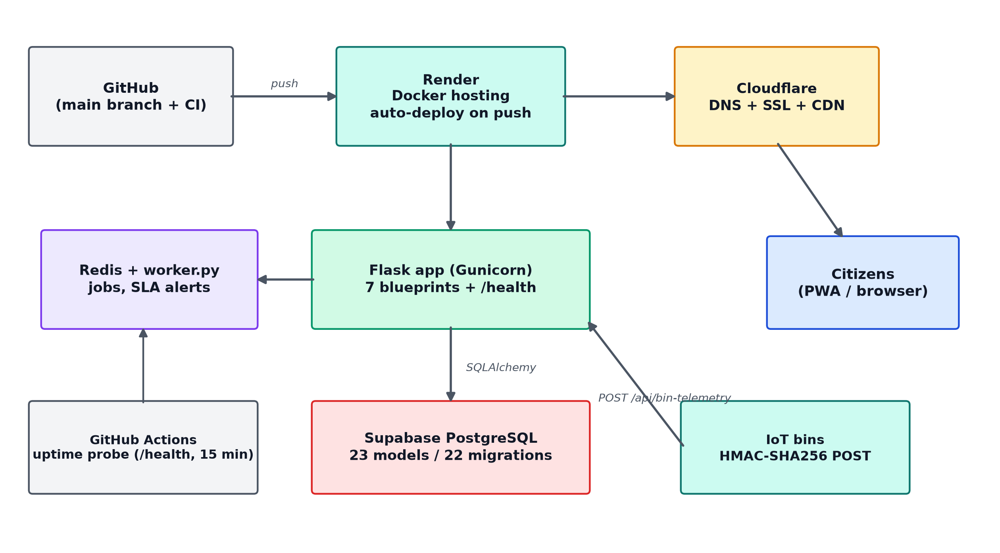 GitHub
(main branch + CI)
push
Render
Docker hosting
auto-deploy on push
Cloudflare
DNS + SSL + CDN
Redis + worker.py
jobs, SLA alerts
Flask app (Gunicorn)
7 blueprints + /health
Citizens
(PWA / browser)
SQLAlchemy
POST /api/bin-telemetry
GitHub Actions
uptime probe (/health, 15 min)
Supabase PostgreSQL
23 models / 22 migrations
IoT bins
HMAC-SHA256 POST